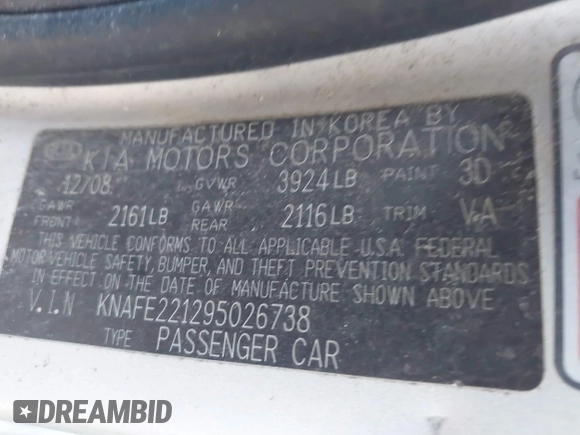 MANUFACTURED IN KOREA BY
KIA KIA MOTORS CORPORATION
12/08 GVWR 3924LB PAINT 3D
GAWR FRONT 2161LB GAWR REAR 2116LB TRIM VA
THIS VEHICLE CONFORMS TO ALL APPLICABLE U.S.A. FEDERAL
MOTOR VEHICLE SAFETY, BUMPER, AND THEFT PREVENTION STANDARDS
IN EFFECT ON THE DATE OF MANUFACTURE SHOWN ABOVE.
V.I.N KNAFE221295026738
TYPE PASSENGER CAR
DREAMBID